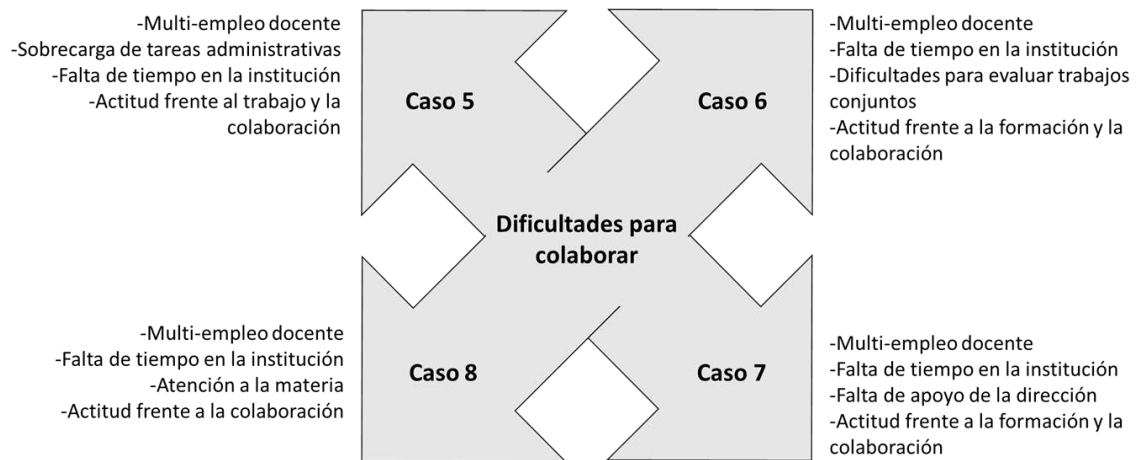 -Multi-empleo docente
-Sobrecarga de tareas administrativas
-Falta de tiempo en la institución
-Actitud frente al trabajo y la
colaboración
Caso 5
Caso 6
-Multi-empleo docente
-Falta de tiempo en la institución
-Dificultades para evaluar trabajos
conjuntos
-Actitud frente a la formación y la
colaboración
Dificultades para
colaborar
-Multi-empleo docente
-Falta de tiempo en la institución
-Atención a la materia
-Actitud frente a la colaboración
Caso 8
Caso 7
-Multi-empleo docente
-Falta de tiempo en la institución
-Falta de apoyo de la dirección
-Actitud frente a la formación y la
colaboración